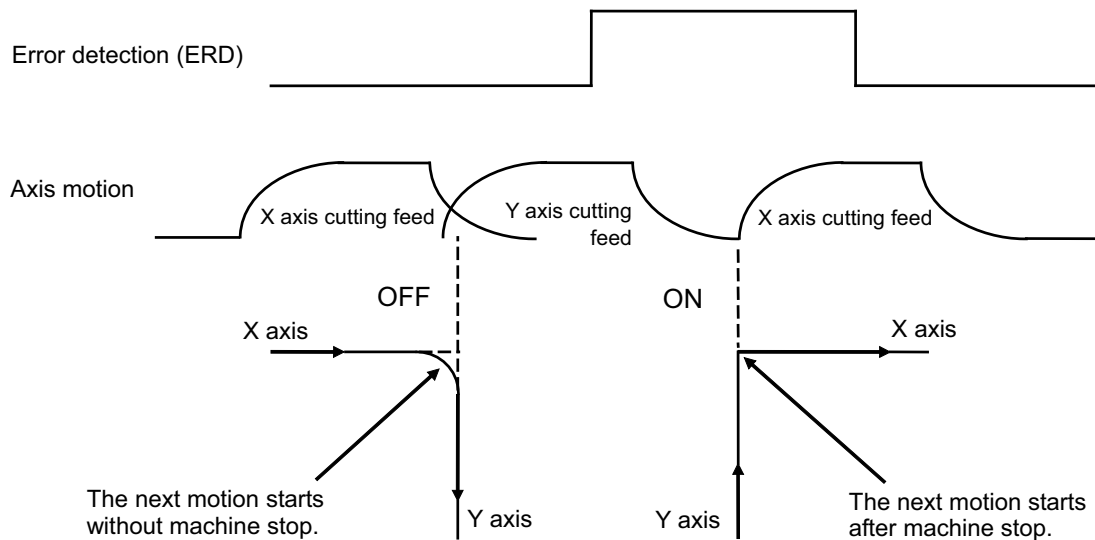 Error detection (ERD)
Axis motion
X axis cutting feed
Y axis cutting
feed
X axis cutting feed
OFF
ON
X axis
X axis
The next motion starts
without machine stop.
Y axis
Y axis
The next motion starts
after machine stop.